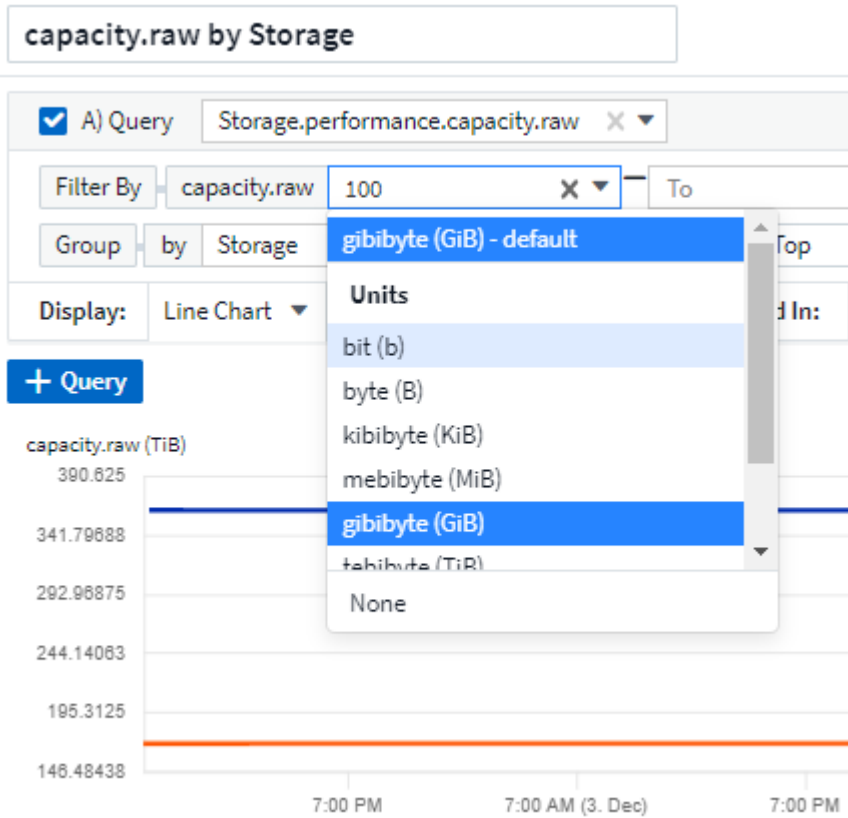 capacity.raw by Storage
A) Query Storage.performance.capacity.raw
Filter By capacity.raw 100 To
Group by Storage Top
gibibyte (GiB) - default
Units
Display: Line Chart d In:
bit (b)
byte (B)
kibibyte (KiB)
mebibyte (MiB)
gibibyte (GiB)
tebibyte (TiB)
None
+ Query
capacity.raw (TiB)
390.625
341.79688
292.96875
244.14063
195.3125
146.48438
7:00 PM 7:00 AM (3. Dec) 7:00 PM